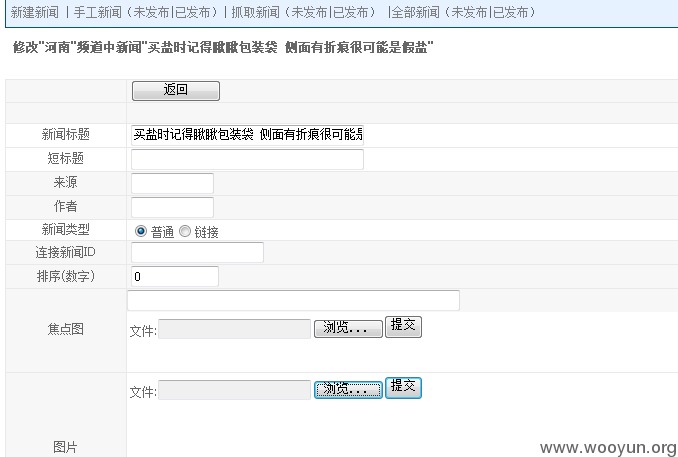 新建新闻 | 手工新闻（未发布|已发布）| 抓取新闻（未发布|已发布） |全部新闻（未发布|已发布）
修改"河南"频道中新闻"买盐时记得瞅瞅包装袋 侧面有折痕很可能是假盐"
返回
新闻标题 买盐时记得瞅瞅包装袋 侧面有折痕很可能是
短标题
来源
作者
新闻类型 普通 链接
连接新闻ID
排序(数字) 0
焦点图
文件: 浏览... 提交
文件: 浏览... 提交
图片
www.wooyun.org